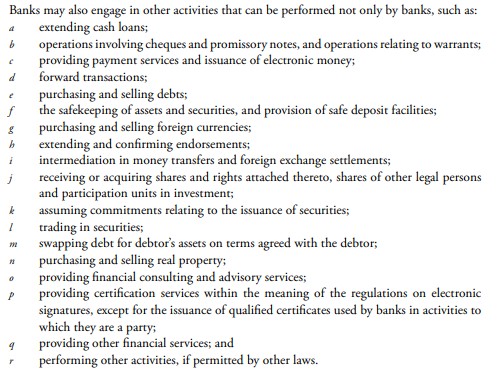 Banks may also engage in other activities that can be performed not only by banks, such as:
a extending cash loans;
b operations involving cheques and promissory notes, and operations relating to warrants;
c providing payment services and issuance of electronic money;
d forward transactions;
e purchasing and selling debts;
f the safekeeping of assets and securities, and provision of safe deposit facilities;
g purchasing and selling foreign currencies;
h extending and confirming endorsements;
i intermediation in money transfers and foreign exchange settlements;
j receiving or acquiring shares and rights attached thereto, shares of other legal persons
and participation units in investment;
k assuming commitments relating to the issuance of securities;
l trading in securities;
m swapping debt for debtor's assets on terms agreed with the debtor;
n purchasing and selling real property;
o providing financial consulting and advisory services;
p providing certification services within the meaning of the regulations on electronic
signatures, except for the issuance of qualified certificates used by banks in activities to
which they are a party;
q providing other financial services; and
r performing other activities, if permitted by other laws.